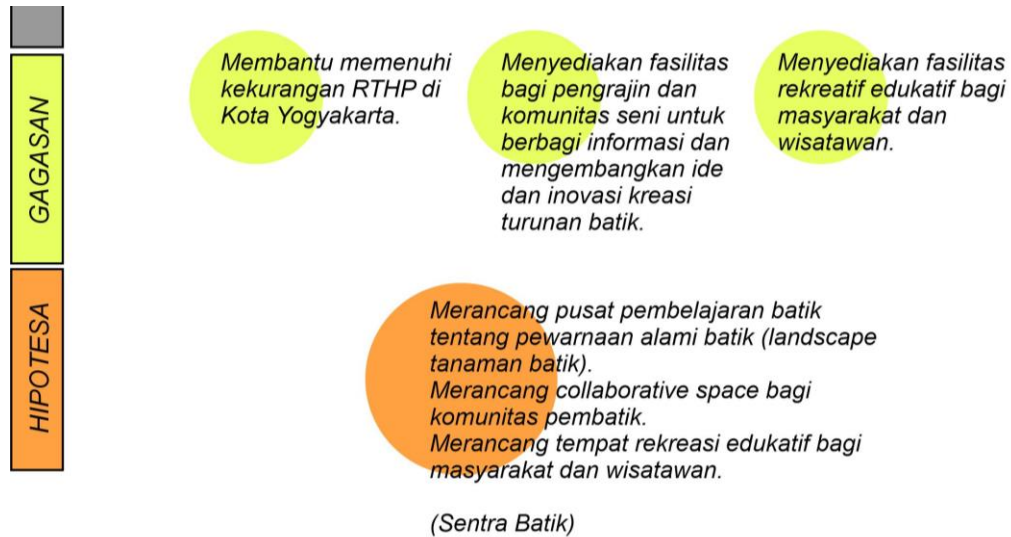 GAGASAN
Membantu memenuhi
kekurangan RTHP di
Kota Yogyakarta.
Menyediakan fasilitas
bagi pengrajin dan
komunitas seni untuk
berbagi informasi dan
mengembangkan ide
dan inovasi kreasi
turunan batik.
Menyediakan fasilitas
rekreatif edukatif bagi
masyarakat dan
wisatawan.
HIPOTESA
Merancang pusat pembelajaran batik
tentang pewarnaan alami batik (landscape
tanaman batik).
Merancang collaborative space bagi
komunitas pembatik.
Merancang tempat rekreasi edukatif bagi
masyarakat dan wisatawan.
(Sentra Batik)